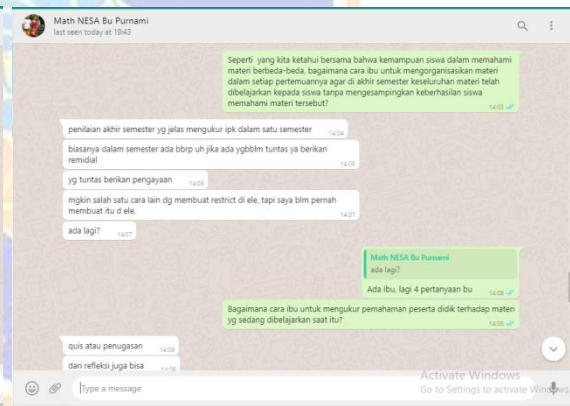 Math NESA Bu Purnami
last seen today at 19:43
Seperti yang kita ketahui bersama bahwa kemampuan siswa dalam memahami
materi berbeda-beda, bagaimana cara ibu untuk mengorganisasikan materi
dalam setiap pertemuannya agar di akhir semester keseluruhan materi telah
dibelajarkan kepada siswa tanpa mengesampingkan keberhasilan siswa
memahami materi tersebut?
14:03
penilaian akhir semester yg jelas mengukur ipk dalam satu semester
14:04
biasanya dalam semester ada bbrp uh jika ada ygbblm tuntas ya berikan
remidial
14:05
yg tuntas berikan pengayaan
14:06
mgkin salah satu cara lain dg membuat restrict di ele, tapi saya blm pernah
membuat itu d ele.
14:07
ada lagi?
14:07
Math NESA Bu Purnami
ada lagi?
Ada ibu, lagi 4 pertanyaan bu
14:08
Bagaimana cara ibu untuk mengukur pemahaman peserta didik terhadap materi
yg sedang dibelajarkan saat itu?
14:08
quis atau penugasan
14:09
dari refleksi juga bisa
Type a message
Activate Windows
Go to Settings to activate Windows.